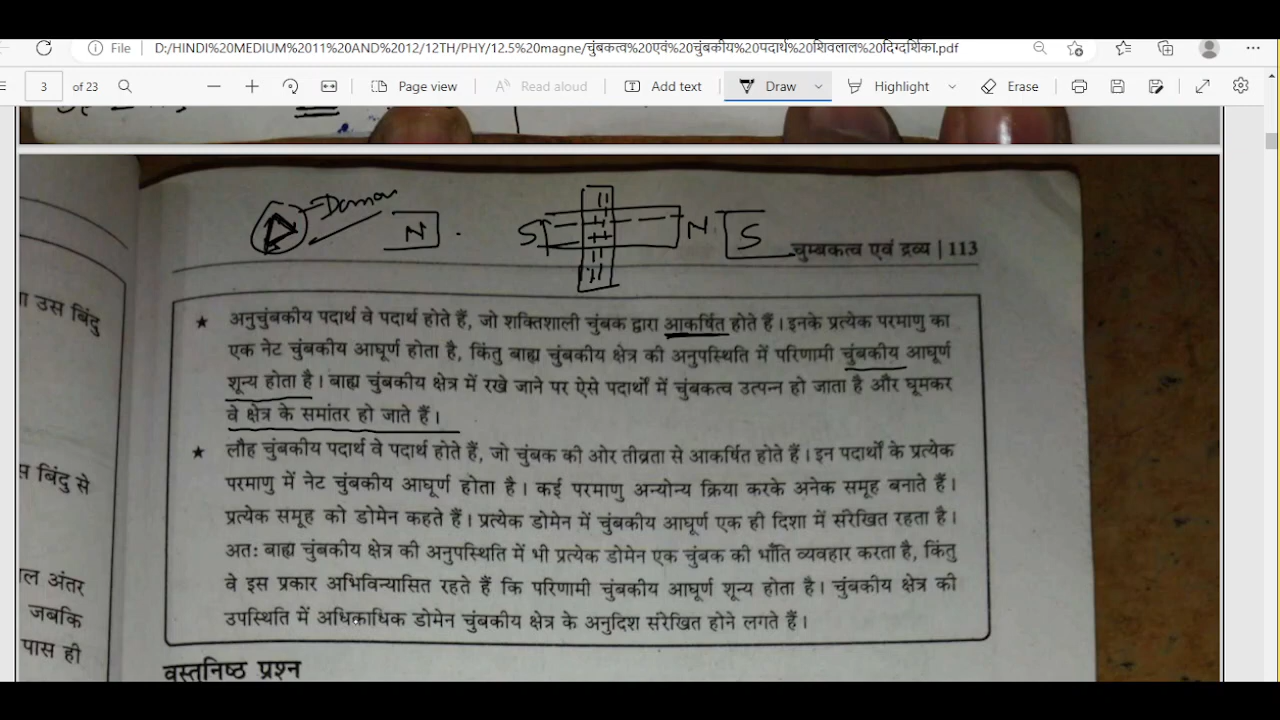 File D:/HINDI%20MEDIUM%2011%20AND%2012/12TH/PHY/12.5%20magne/चुंबकत्व%20एवं%20चुंबकीय%20पदार्थ%20शिवलाल%20दिग्दर्शिका.pdf
3 of 23 Page view Read aloud Add text Draw Highlight Erase
N S N S
चुम्बकत्व एवं द्रव्य | 113
उस बिंदु
★ अनुचुंबकीय पदार्थ वे पदार्थ होते हैं, जो शक्तिशाली चुंबक द्वारा आकर्षित होते हैं। इनके प्रत्येक परमाणु का
एक नेट चुंबकीय आघूर्ण होता है, किंतु बाह्य चुंबकीय क्षेत्र की अनुपस्थिति में परिणामी चुंबकीय आघूर्ण
शून्य होता है। बाह्य चुंबकीय क्षेत्र में रखे जाने पर ऐसे पदार्थों में चुंबकत्व उत्पन्न हो जाता है और घूमकर
वे क्षेत्र के समांतर हो जाते हैं।
★ लौह चुंबकीय पदार्थ वे पदार्थ होते हैं, जो चुंबक की ओर तीव्रता से आकर्षित होते हैं। इन पदार्थों के प्रत्येक
परमाणु में नेट चुंबकीय आघूर्ण होता है। कई परमाणु अन्योन्य क्रिया करके अनेक समूह बनाते हैं।
प्रत्येक समूह को डोमेन कहते हैं। प्रत्येक डोमेन में चुंबकीय आघूर्ण एक ही दिशा में संरेखित रहता है।
अतः बाह्य चुंबकीय क्षेत्र की अनुपस्थिति में भी प्रत्येक डोमेन एक चुंबक की भाँति व्यवहार करता है, किंतु
वे इस प्रकार अभिविन्यासित रहते हैं कि परिणामी चुंबकीय आघूर्ण शून्य होता है। चुंबकीय क्षेत्र की
उपस्थिति में अधिकाधिक डोमेन चुंबकीय क्षेत्र के अनुदिश संरेखित होने लगते हैं।
बिंदु से
अंतर
जबकि
पास ही
वस्तुनिष्ठ प्रश्न